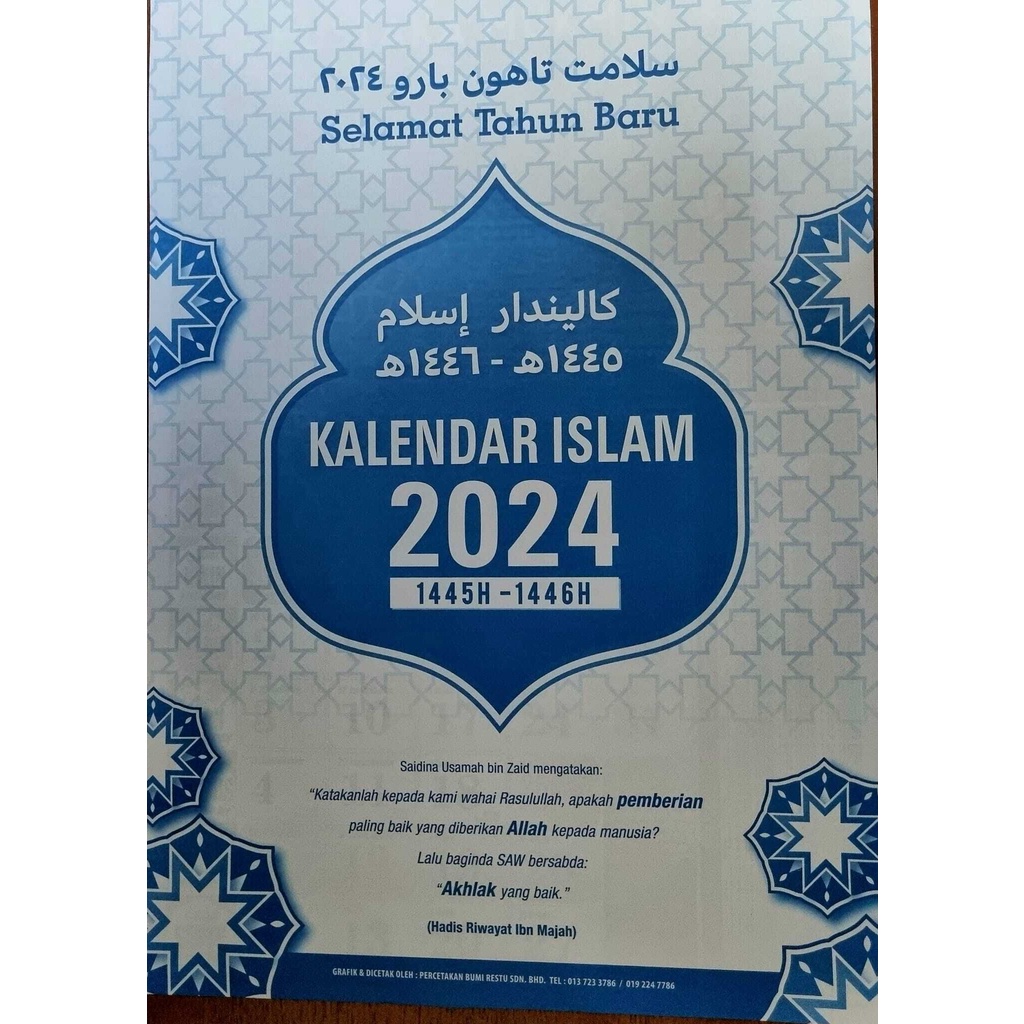 سلامت تاهون بارو ٢٠٢٤
Selamat Tahun Baru
كاليندار إسلام
١٤٤٥ﻫ - ١٤٤٦ﻫ
KALENDAR ISLAM
2024
1445H - 1446H
Saidina Usamah bin Zaid mengatakan:
“Katakanlah kepada kami wahai Rasulullah, apakah pemberian
paling baik yang diberikan Allah kepada manusia?
Lalu baginda SAW bersabda:
“Akhlak yang baik.”
(Hadis Riwayat Ibn Majah)
GRAFIK & DICETAK OLEH : PERCETAKAN BUMI RESTU SDN. BHD. TEL : 013 723 3786 / 019 224 7786